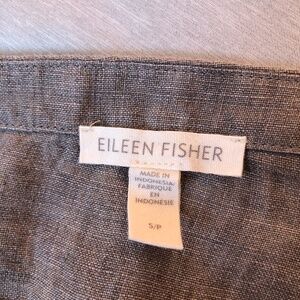 EILEEN FISHER
MADE IN
INDONESIA
FABRIQUE
EN
INDONESIE
S/P